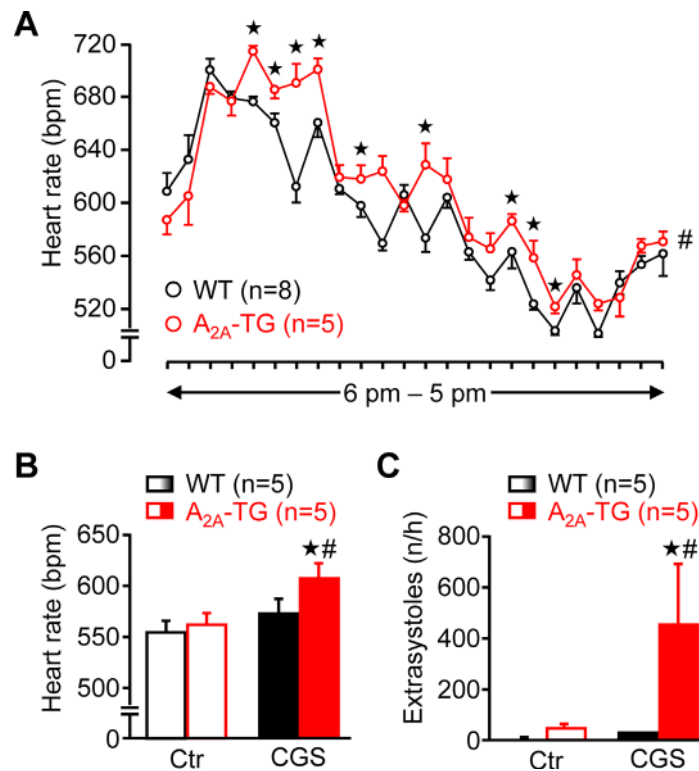 A
Heart rate (bpm)
720
680
640
600
560
520
0
★ ★ ★ ★ ★ ★ ★ ★ ★
#
WT (n=8)
A₂A-TG (n=5)
6 pm – 5 pm
B
WT (n=5)
A₂A-TG (n=5)
Heart rate (bpm)
650
600
550
500
0
★#
Ctr
CGS
C
WT (n=5)
A₂A-TG (n=5)
Extrasystoles (n/h)
800
600
400
200
0
★#
Ctr
CGS